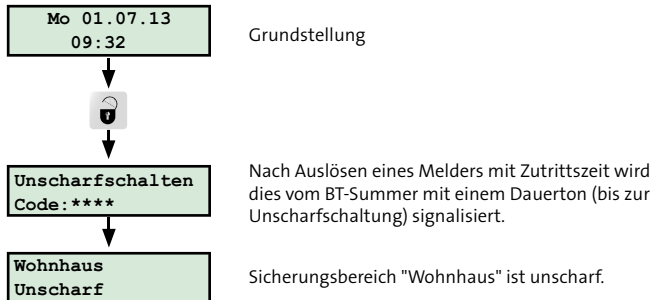 Mo 01.07.13
09:32
Grundstellung
Unscharfschalten
Code:****
Nach Auslösen eines Melders mit Zutrittszeit wird
dies vom BT-Summer mit einem Dauerton (bis zur
Unscharfschaltung) signalisiert.
Wohnhaus
Unscharf
Sicherungsbereich "Wohnhaus" ist unscharf.